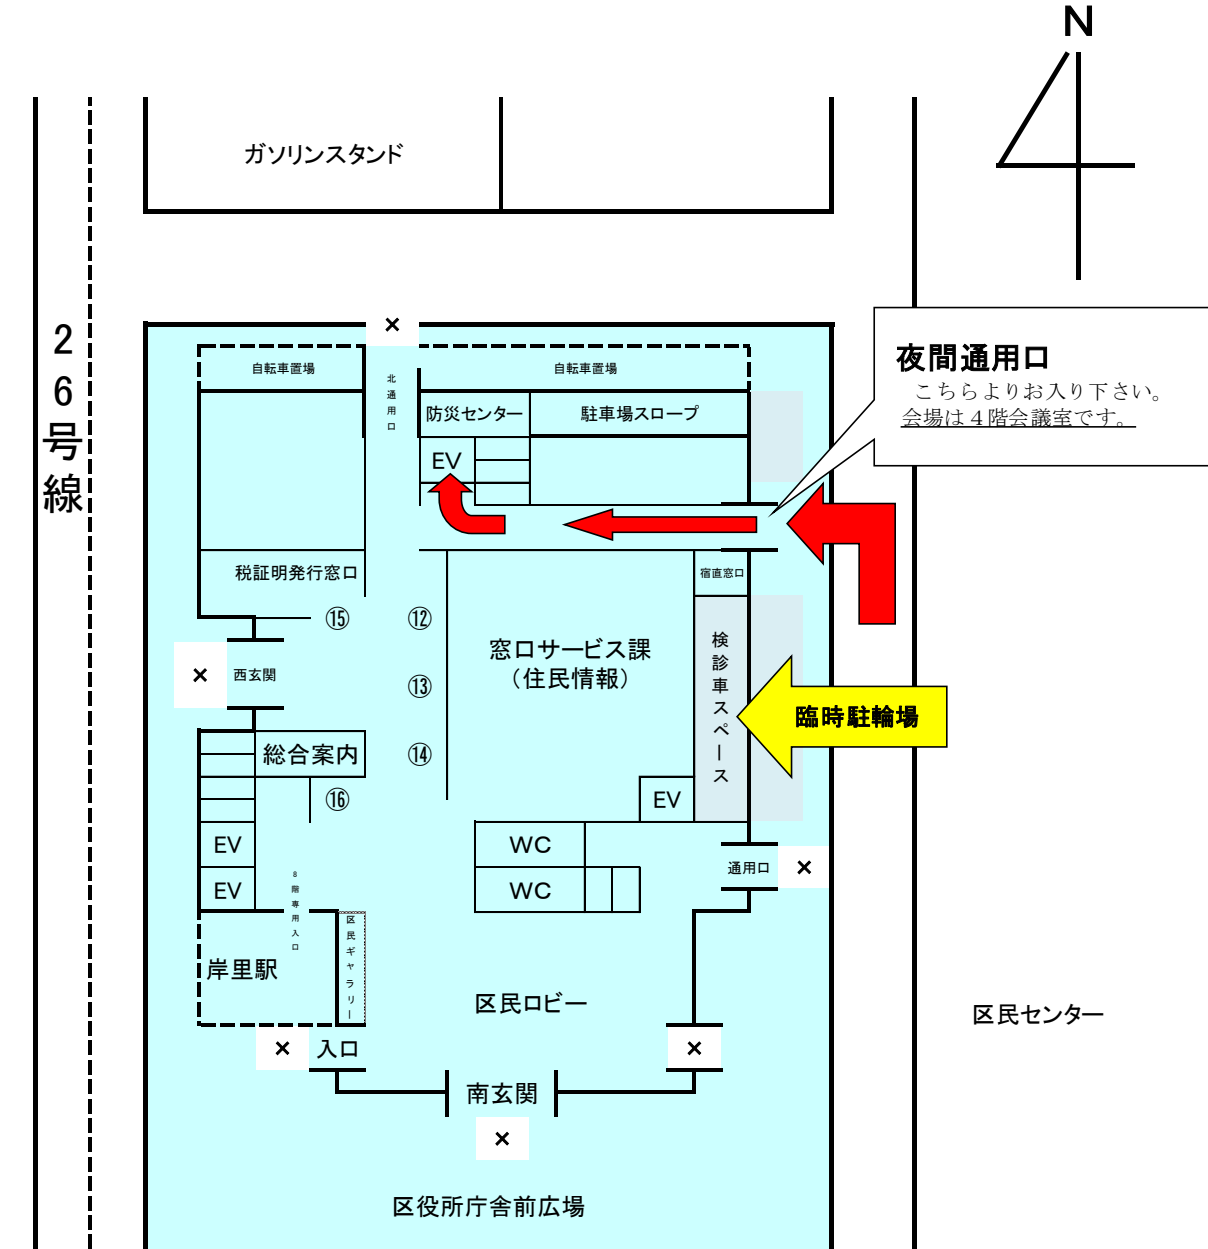 N
ガソリンスタンド
26号線
×
夜間通用口
こちらよりお入り下さい。
会場は4階会議室です。
自転車置場
北通用口
自転車置場
防災センター
駐車場スロープ
EV
税証明発行窓口
宿直窓口
⑮
⑫
窓口サービス課
（住民情報）
検診車スペース
×
西玄関
⑬
臨時駐輪場
総合案内
⑭
⑯
EV
EV
WC
通用口
×
EV
WC
8階専用入口
区民ギャラリー
岸里駅
区民ロビー
区民センター
×
入口
×
南玄関
×
区役所庁舎前広場